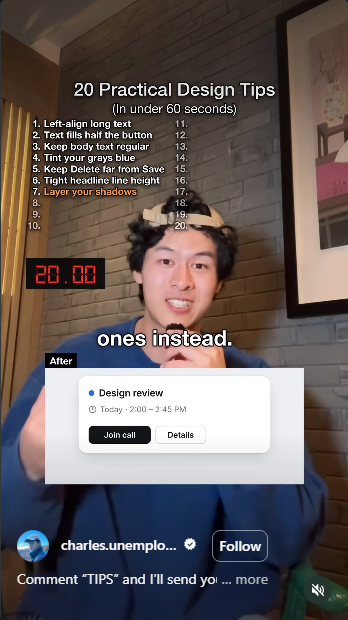 20 Practical Design Tips
(In under 60 seconds)
1. Left-align long text
2. Text fills half the button
3. Keep body text regular
4. Tint your grays blue
5. Keep Delete far from Save
6. Tight headline line height
7. Layer your shadows
8.
9.
10.
11.
12.
13.
14.
15.
16.
17.
18.
19.
20.
20.00
ones instead.
After
Design review
Today · 2:00 – 2:45 PM
Join call
Details
charles.unemplo...
Follow
Comment “TIPS” and I’ll send you ... more